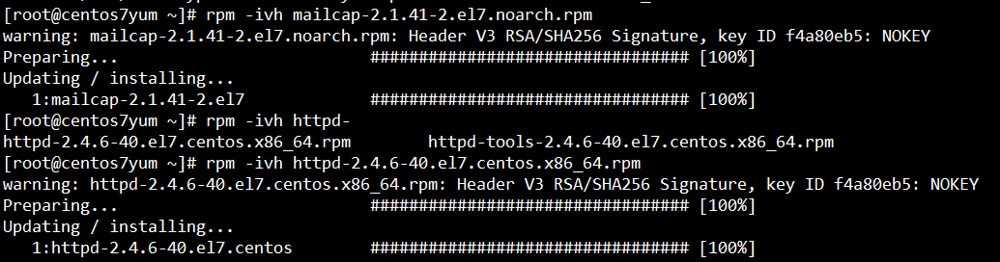 [root@centos7yum ~]# rpm -ivh mailcap-2.1.41-2.el7.noarch.rpm
warning: mailcap-2.1.41-2.el7.noarch.rpm: Header V3 RSA/SHA256 Signature, key ID f4a80eb5: NOKEY
Preparing... ################################# [100%]
Updating / installing...
1:mailcap-2.1.41-2.el7 ################################# [100%]
[root@centos7yum ~]# rpm -ivh httpd-
httpd-2.4.6-40.el7.centos.x86_64.rpm httpd-tools-2.4.6-40.el7.centos.x86_64.rpm
[root@centos7yum ~]# rpm -ivh httpd-2.4.6-40.el7.centos.x86_64.rpm
warning: httpd-2.4.6-40.el7.centos.x86_64.rpm: Header V3 RSA/SHA256 Signature, key ID f4a80eb5: NOKEY
Preparing... ################################# [100%]
Updating / installing...
1:httpd-2.4.6-40.el7.centos ################################# [100%]